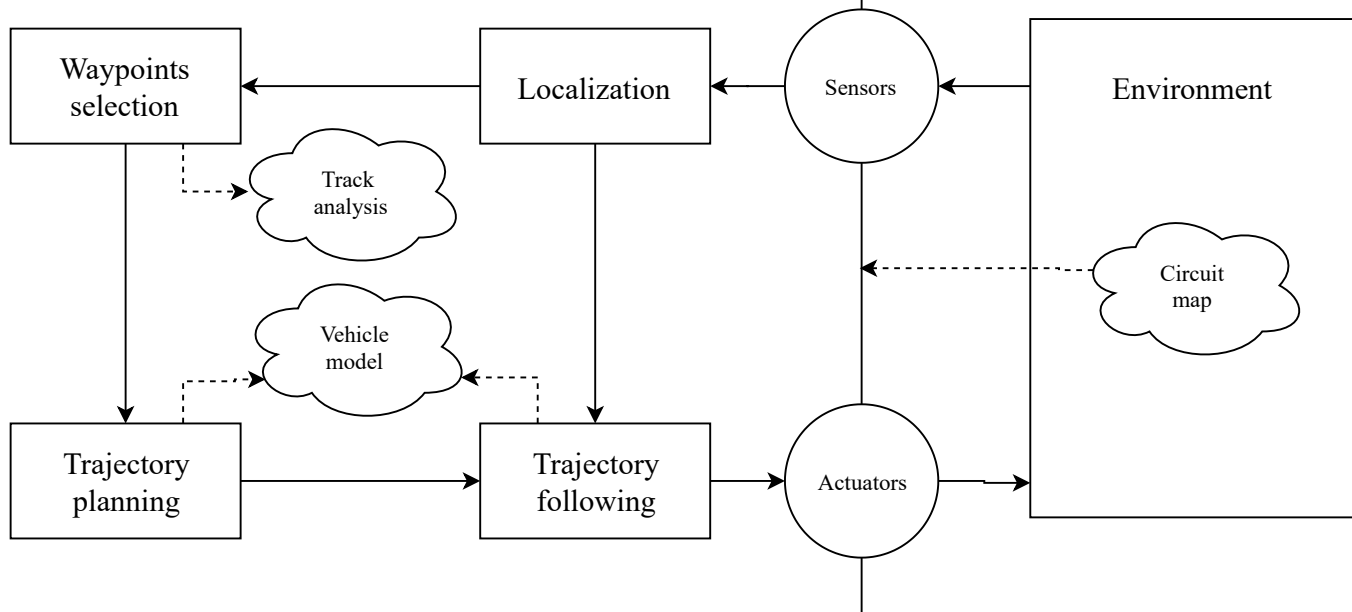 Waypoints
selection
Localization
Sensors
Environment
Track
analysis
Circuit
map
Vehicle
model
Trajectory
planning
Trajectory
following
Actuators